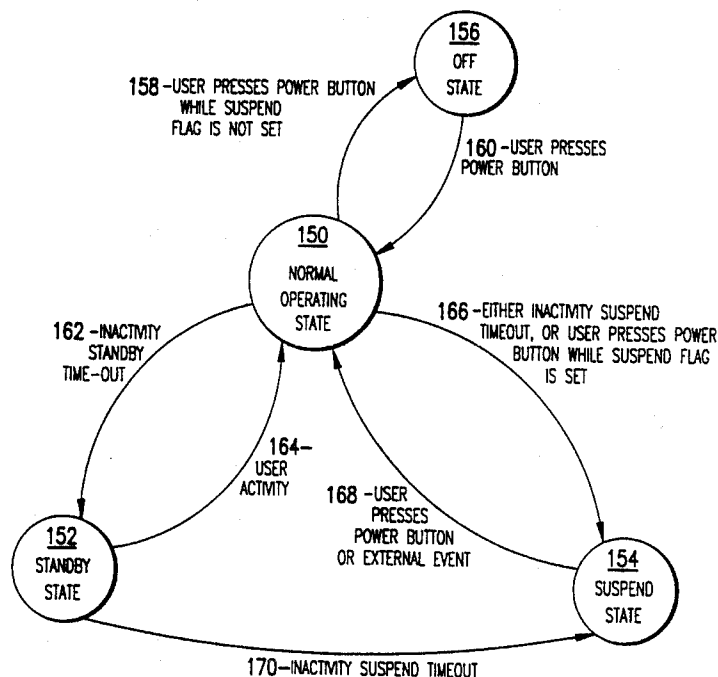 156
OFF
STATE
158-USER PRESSES POWER BUTTON
WHILE SUSPEND
FLAG IS NOT SET
160-USER PRESSES
POWER BUTTON
150
NORMAL
OPERATING
STATE
162-INACTIVITY
STANDBY
TIME-OUT
166-EITHER INACTIVITY SUSPEND
TIMEOUT, OR USER PRESSES POWER
BUTTON WHILE SUSPEND FLAG
IS SET
164-
USER
ACTIVITY
168-USER
PRESSES
POWER BUTTON
OR EXTERNAL EVENT
152
STANDBY
STATE
154
SUSPEND
STATE
170-INACTIVITY SUSPEND TIMEOUT